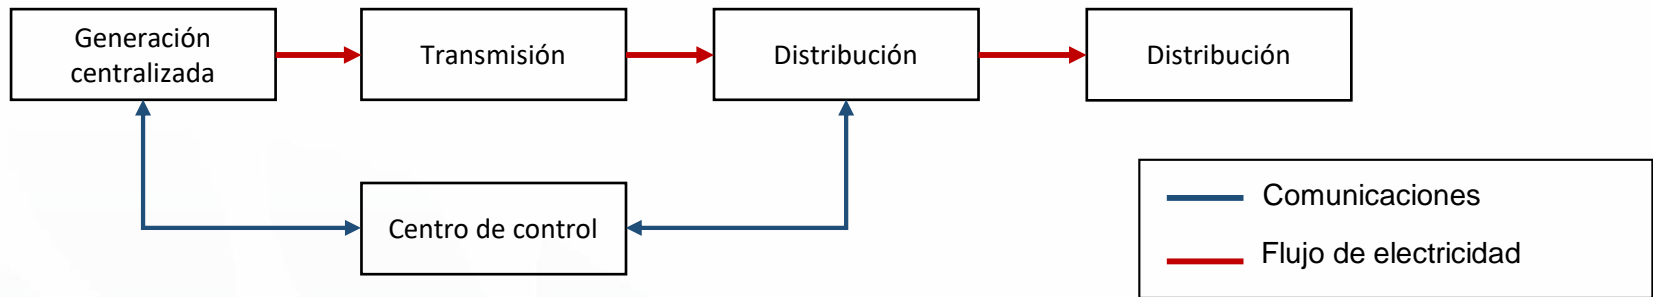 Generación
centralizada
Transmisión
Distribución
Distribución
Centro de control
Comunicaciones
Flujo de electricidad